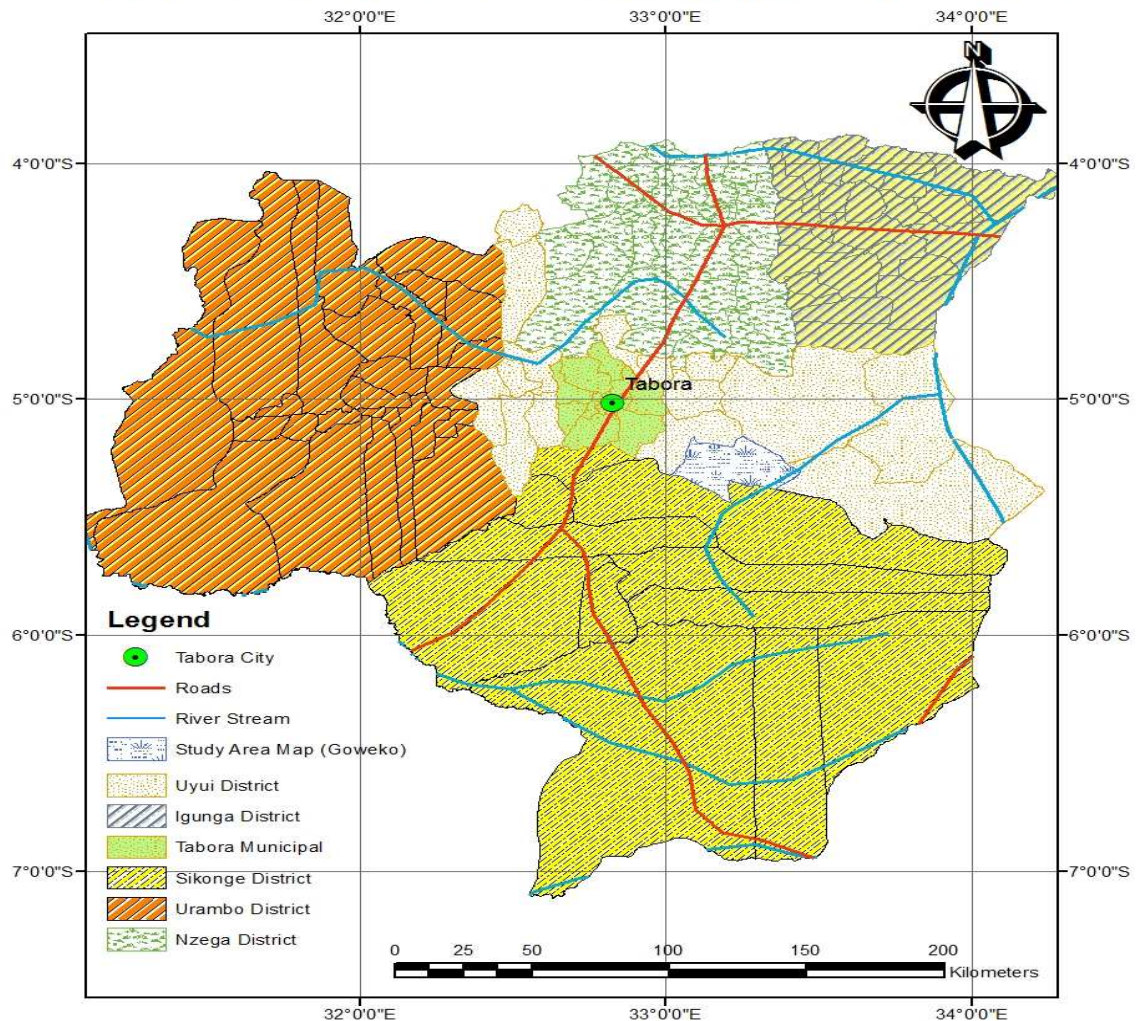 32°0'0"E 33°0'0"E 34°0'0"E
N
4°0'0"S 4°0'0"S
Tabora
5°0'0"S 5°0'0"S
Legend
6°0'0"S 6°0'0"S
Tabora City
Roads
River Stream
Study Area Map (Goweko)
Uyui District
Igunga District
Tabora Municipal
7°0'0"S 7°0'0"S
Sikonge District
Urambo District
Nzega District
0 25 50 100 150 200
Kilometers
32°0'0"E 33°0'0"E 34°0'0"E